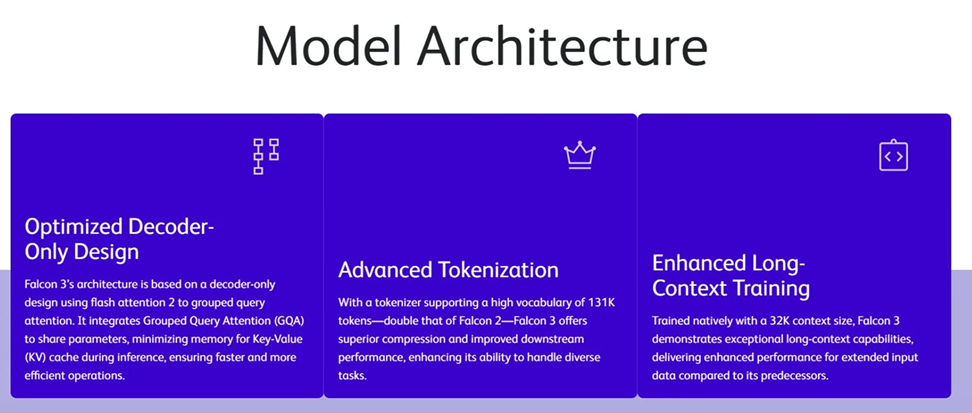 Model Architecture
Optimized Decoder-
Only Design
Falcon 3's architecture is based on a decoder-only
design using flash attention 2 to grouped query
attention. It integrates Grouped Query Attention (GQA)
to share parameters, minimizing memory for Key-Value
(KV) cache during inference, ensuring faster and more
efficient operations.
Advanced Tokenization
With a tokenizer supporting a high vocabulary of 131K
tokens—double that of Falcon 2—Falcon 3 offers
superior compression and improved downstream
performance, enhancing its ability to handle diverse
tasks.
Enhanced Long-
Context Training
Trained natively with a 32K context size, Falcon 3
demonstrates exceptional long-context capabilities,
delivering enhanced performance for extended input
data compared to its predecessors.